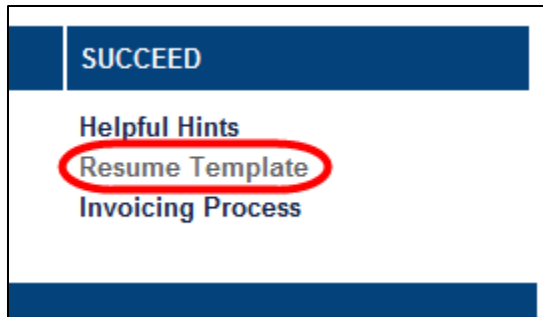 SUCCEED
Helpful Hints
Resume Template
Invoicing Process